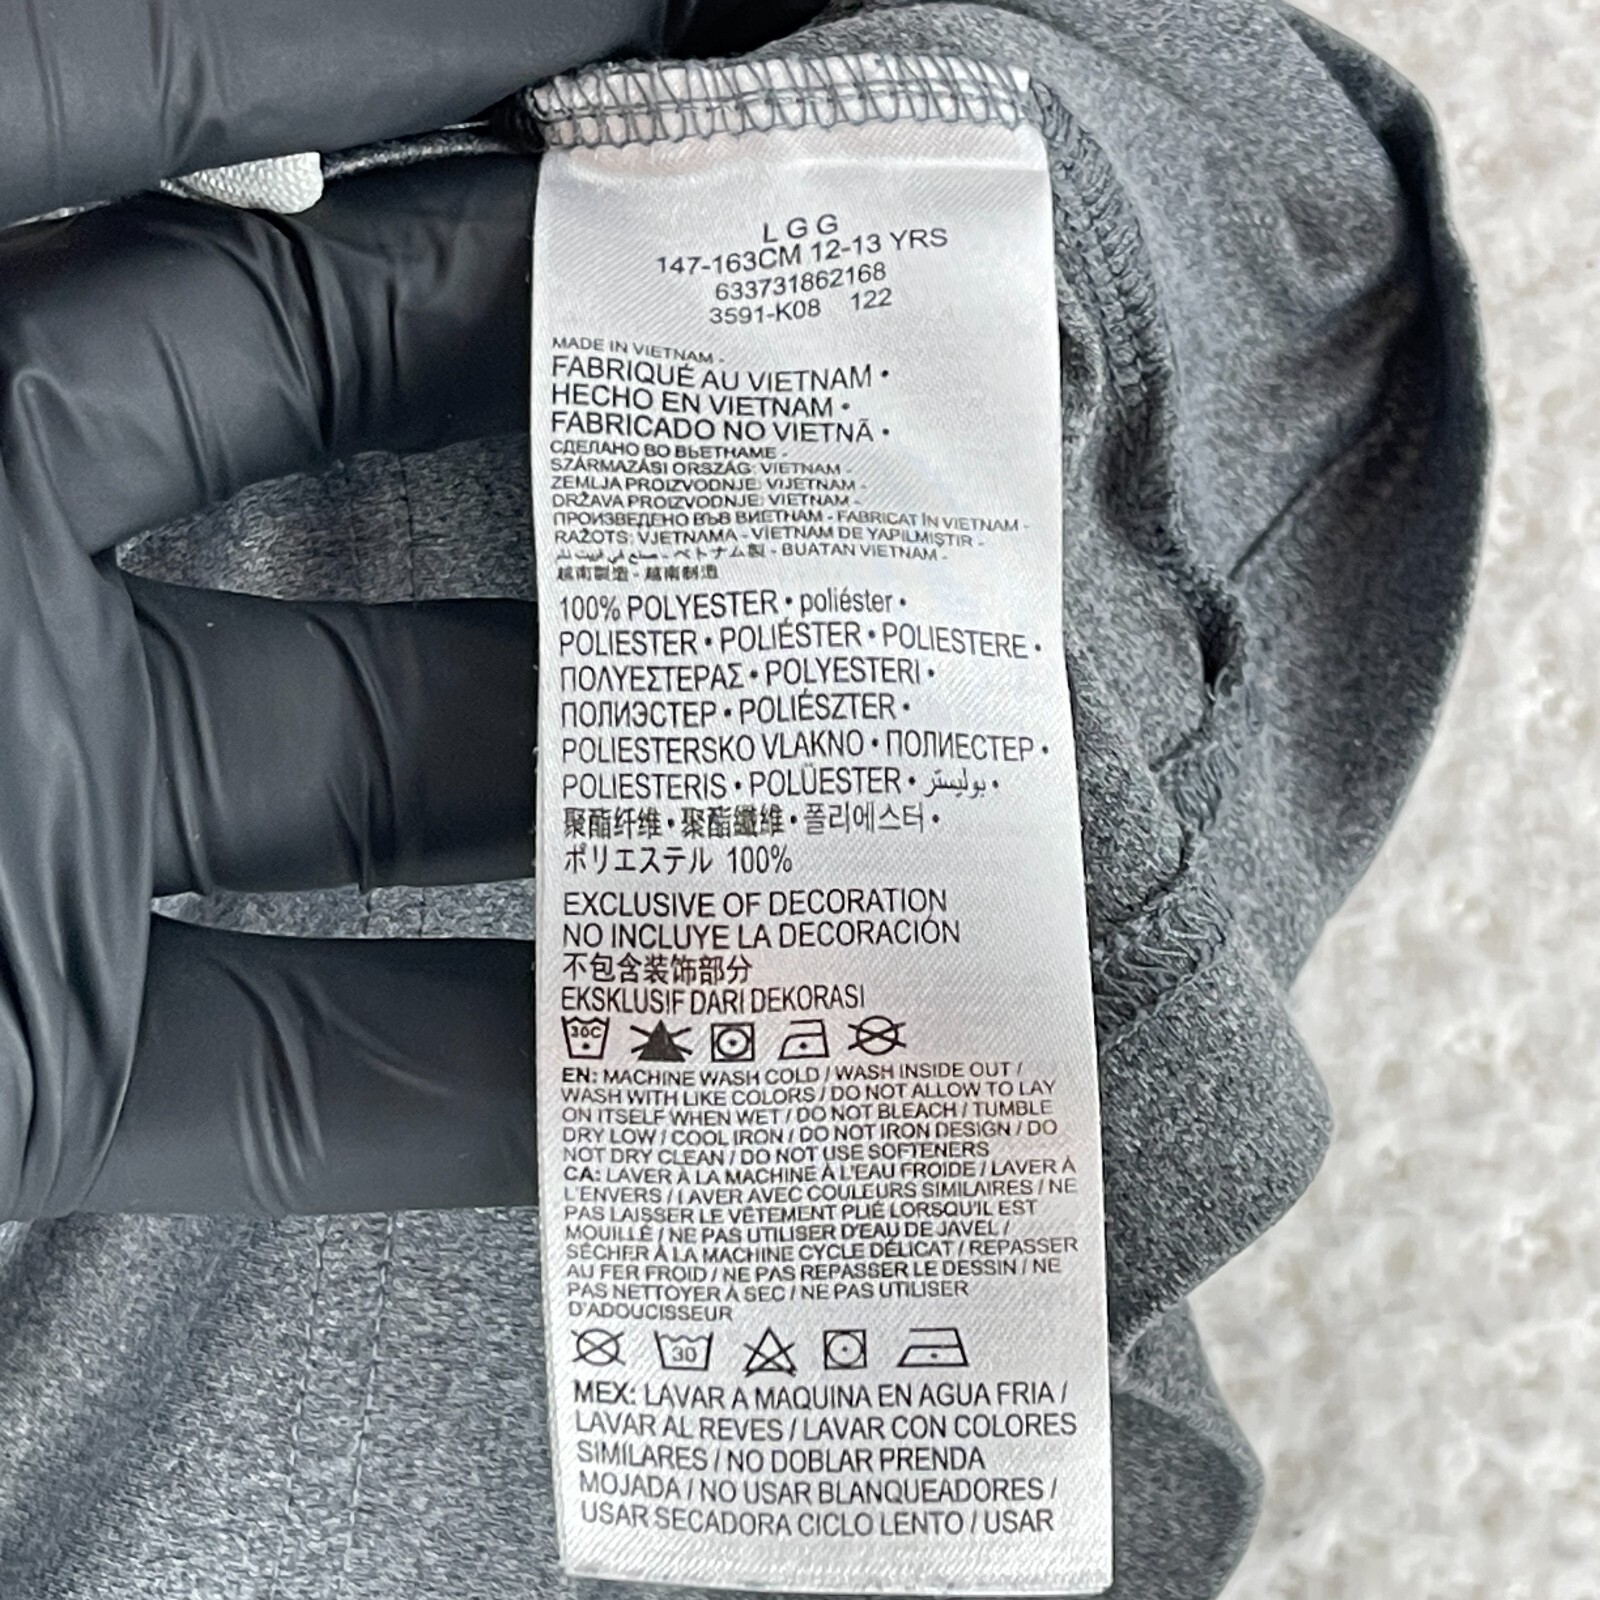 L G G
147-163CM 12-13 YRS
633731862168
3591-K08 122
MADE IN VIETNAM -
FABRIQUÉ AU VIETNAM •
HECHO EN VIETNAM •
FABRICADO NO VIETNÃ •
СДЕЛАНО ВО ВЬЕТНАМЕ -
SZÁRMAZÁSI ORSZÁG: VIETNAM -
ZEMLJA PROIZVODNJE: VIJETNAM -
DRŽAVA PROIZVODNJE: VIETNAM -
ПРОИЗВЕДЕНО ВЪВ ВИЕТНАМ - FABRICAT ÎN VIETNAM -
RAŽOTS: VJETNAMA - VİETNAM DE YAPILMIŞTIR -
ベトナム製 - BUATAN VIETNAM -
越南製造 - 越南制造
100% POLYESTER • poliéster •
POLIESTER • POLIÉSTER • POLIESTERE •
ΠΟΛΥΕΣΤΕΡΑΣ • POLYESTERI •
ПОЛИЭСТЕР • POLIÉSZTER •
POLIESTERSKO VLAKNO • ПОЛИЕСТЕР •
POLIESTERIS • POLÜESTER • بوليستر •
聚酯纤维 • 聚酯纖維 • 폴리에스터 •
ポリエステル 100%
EXCLUSIVE OF DECORATION
NO INCLUYE LA DECORACIÓN
不包含装饰部分
EKSKLUSIF DARI DEKORASI
30C
EN: MACHINE WASH COLD / WASH INSIDE OUT /
WASH WITH LIKE COLORS / DO NOT ALLOW TO LAY
ON ITSELF WHEN WET / DO NOT BLEACH / TUMBLE
DRY LOW / COOL IRON / DO NOT IRON DESIGN / DO
NOT DRY CLEAN / DO NOT USE SOFTENERS
CA: LAVER À LA MACHINE À L'EAU FROIDE / LAVER À
L'ENVERS / LAVER AVEC COULEURS SIMILAIRES / NE
PAS LAISSER LE VÊTEMENT PLIÉ LORSQU'IL EST
MOUILLÉ / NE PAS UTILISER D'EAU DE JAVEL /
SÉCHER À LA MACHINE CYCLE DÉLICAT / REPASSER
AU FER FROID / NE PAS REPASSER LE DESSIN / NE
PAS NETTOYER À SEC / NE PAS UTILISER
D'ADOUCISSEUR
30
MEX: LAVAR A MAQUINA EN AGUA FRIA /
LAVAR AL REVES / LAVAR CON COLORES
SIMILARES / NO DOBLAR PRENDA
MOJADA / NO USAR BLANQUEADORES /
USAR SECADORA CICLO LENTO / USAR